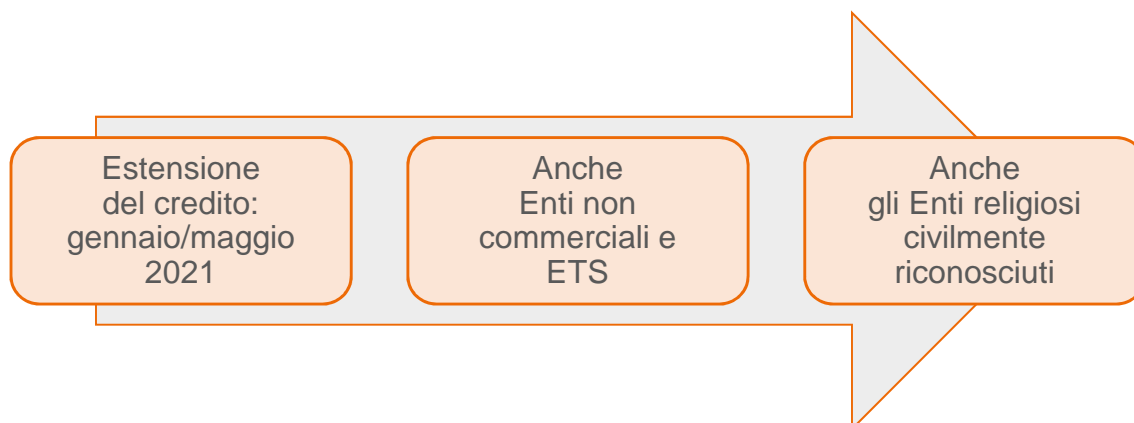 Estensione
del credito:
gennaio/maggio
2021
Anche
Enti non
commerciali e
ETS
Anche
gli Enti religiosi
civilmente
riconosciuti